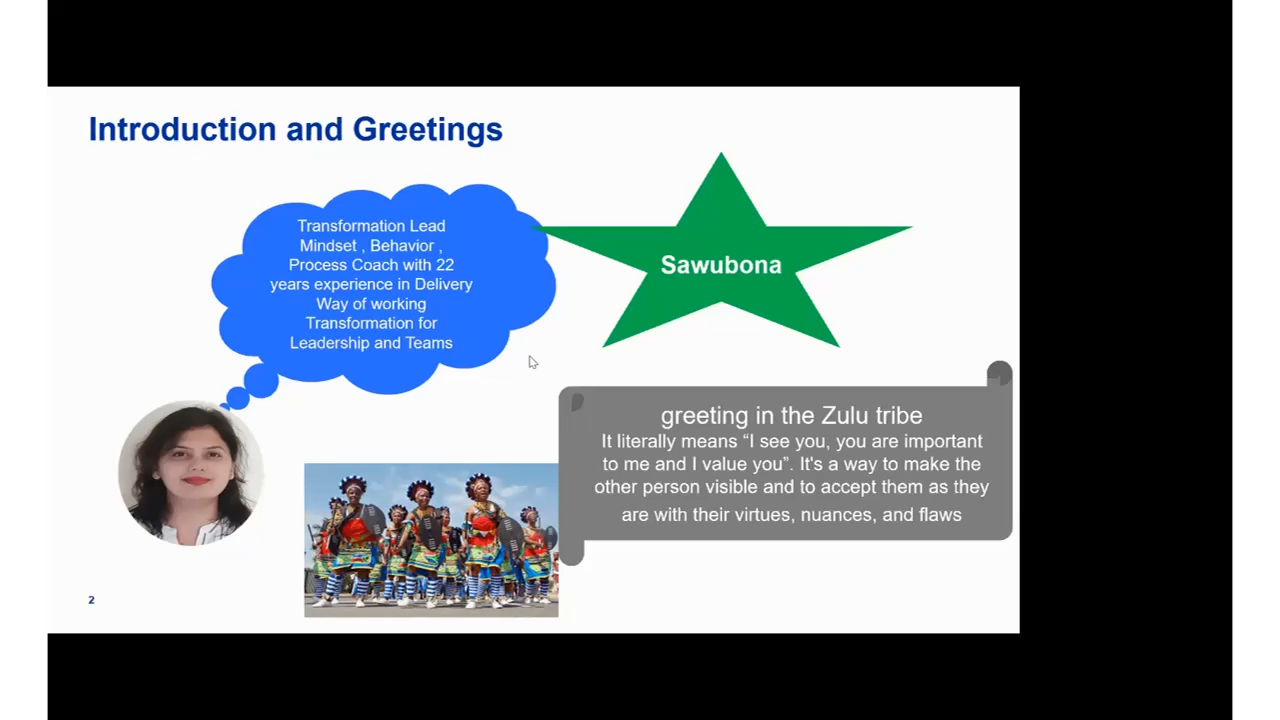 Introduction and Greetings
Transformation Lead
Mindset , Behavior ,
Process Coach with 22
years experience in Delivery
Way of working
Transformation for
Leadership and Teams
Sawubona
greeting in the Zulu tribe
It literally means “I see you, you are important
to me and I value you”. It's a way to make the
other person visible and to accept them as they
are with their virtues, nuances, and flaws
2